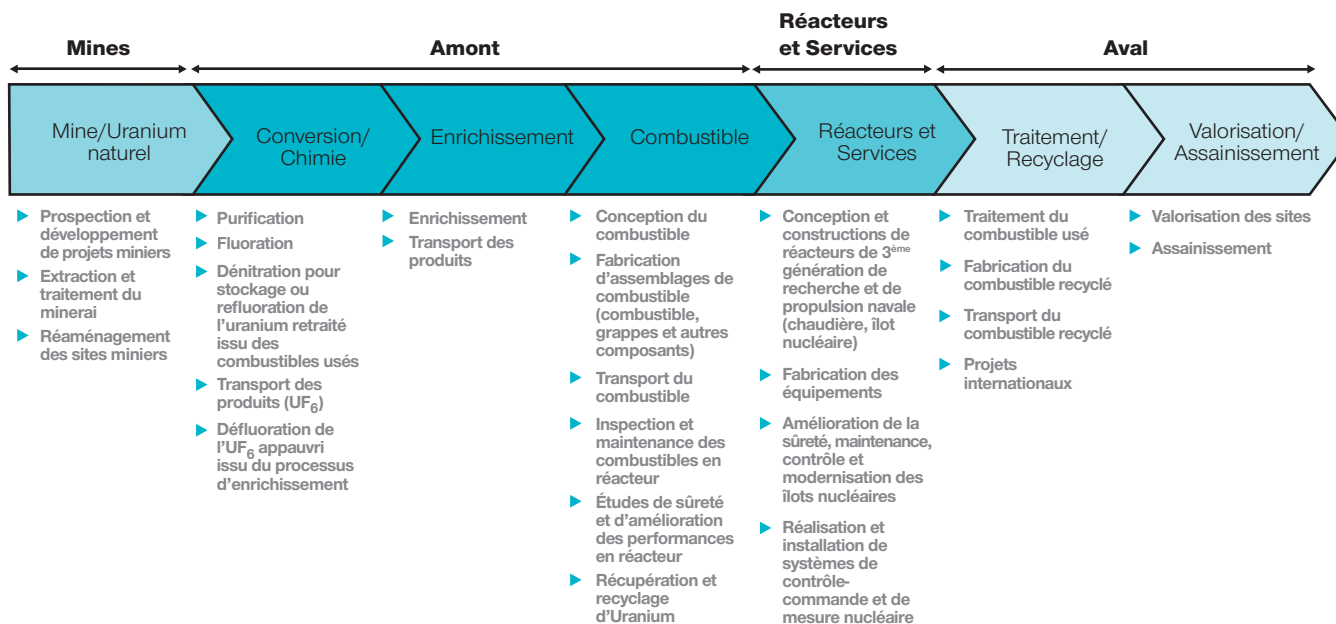 Mines
Amont
Réacteurs
et Services
Aval
Mine/Uranium
naturel
Conversion/
Chimie
Enrichissement
Combustible
Réacteurs et
Services
Traitement/
Recyclage
Valorisation/
Assainissement
Prospection et
développement
de projets miniers
Extraction et
traitement du
minerai
Réaménagement
des sites miniers
Purification
Fluoration
Dénitration pour
stockage ou
refluoration de
l'uranium retraité
issu des
combustibles usés
Transport des
produits (UF6)
Défluoration de
l'UF6 appauvri
issu du processus
d'enrichissement
Enrichissement
Transport des
produits
Conception du
combustible
Fabrication
d'assemblages de
combustible
(combustible,
grappes et autres
composants)
Transport du
combustible
Inspection et
maintenance des
combustibles en
réacteur
Études de sûreté
et d'amélioration
des performances
en réacteur
Récupération et
recyclage
d'Uranium
Conception et
constructions de
réacteurs de 3ème
génération de
recherche et de
propulsion navale
(chaudière, îlot
nucléaire)
Fabrication des
équipements
Amélioration de la
sûreté, maintenance,
contrôle et
modernisation des
îlots nucléaires
Réalisation et
installation de
systèmes de
contrôle-
commande et de
mesure nucléaire
Traitement du
combustible usé
Fabrication du
combustible recyclé
Transport du
combustible recyclé
Projets
internationaux
Valorisation des sites
Assainissement